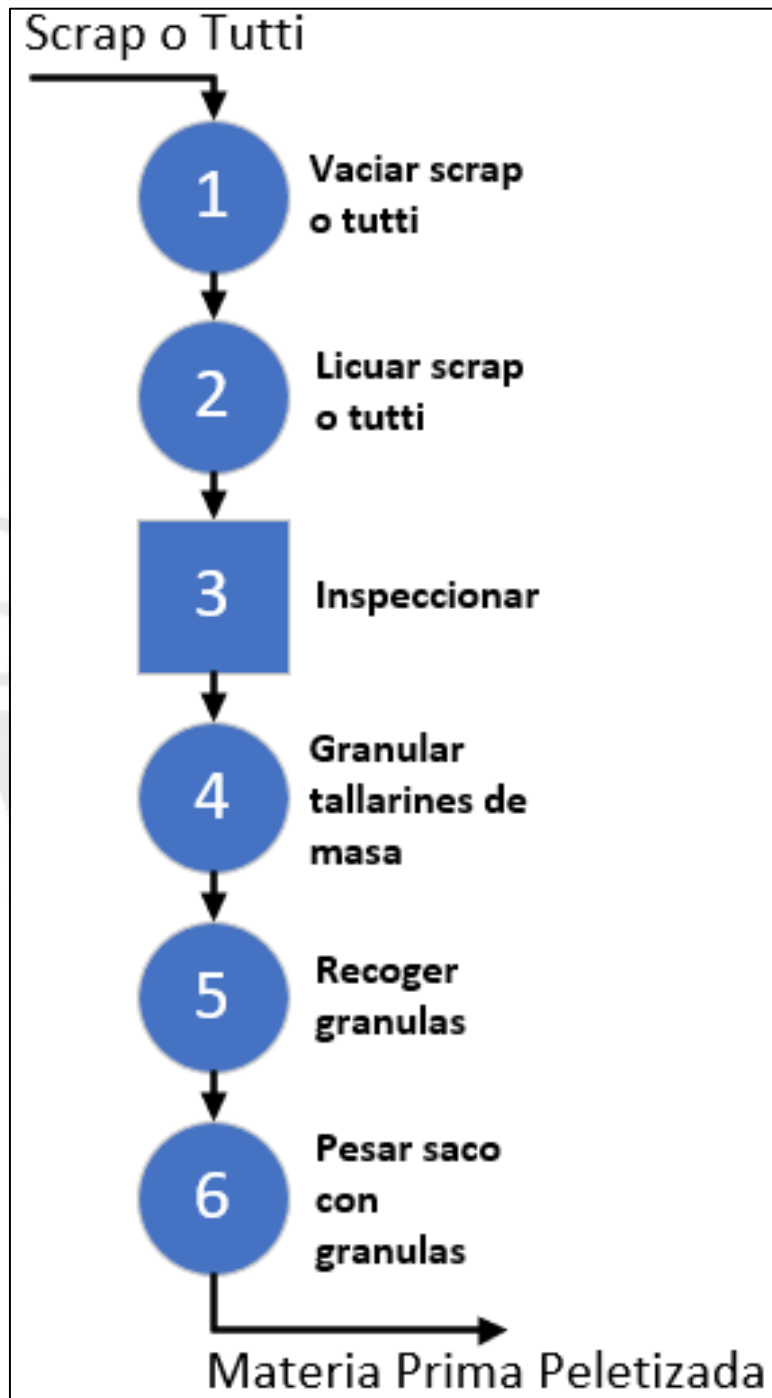 Scrap o Tutti
1
Vaciar scrap
o tutti
2
Licuar scrap
o tutti
3
Inspeccionar
4
Granular
tallarines de
masa
5
Recoger
granulas
6
Pesar saco
con
granulas
Materia Prima Peletizada